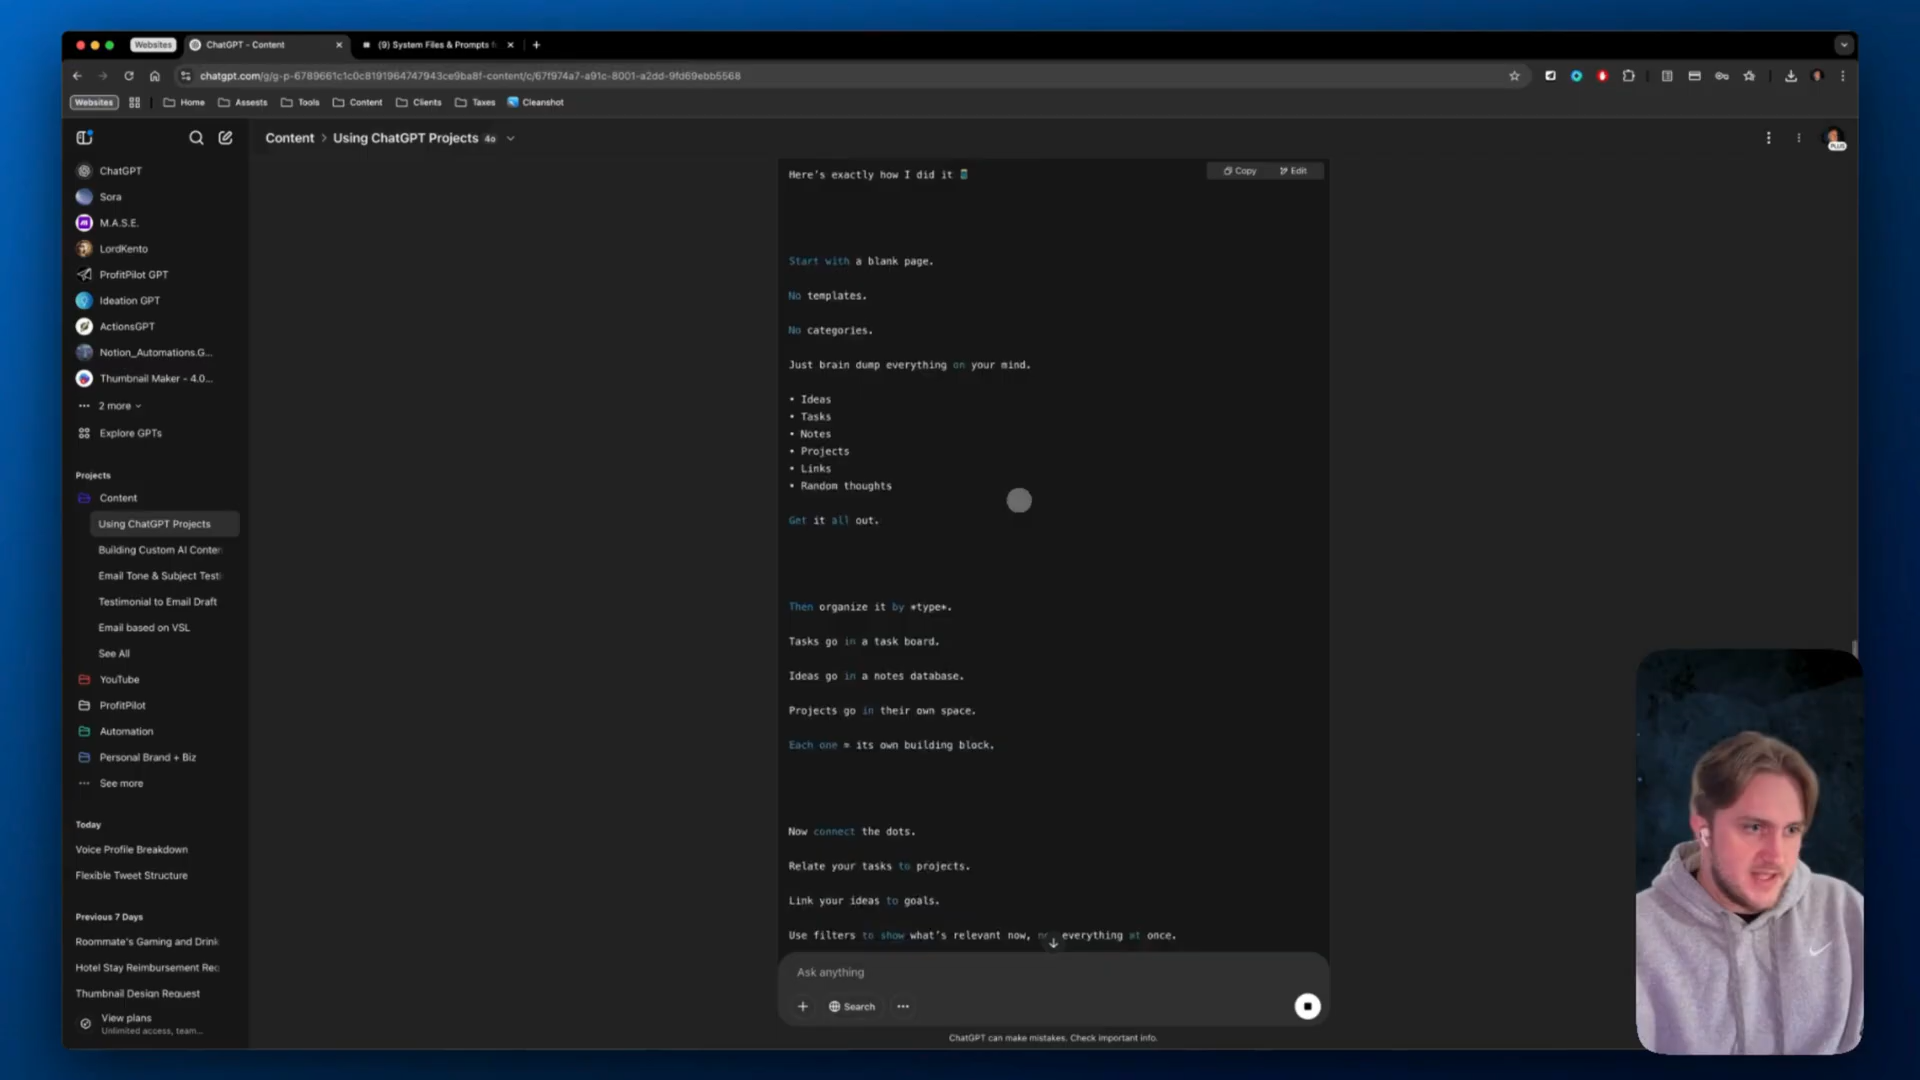 Websites
ChatGPT - Content
(9) System Files & Prompts
chatgpt.com/g/g-p-6789661c1c0c8191964747943ce9ba8f-content/c/67f974a7-a91c-8001-a2dd-9fd69ebb5568
Websites
Home
Assests
Tools
Content
Clients
Taxes
Cleanshot
Content > Using ChatGPT Projects 4o
PLUS
ChatGPT
Sora
M.A.S.E.
LordKento
ProfitPilot GPT
Ideation GPT
ActionsGPT
Notion_Automations.G...
Thumbnail Maker - 4.0...
2 more
Explore GPTs
Projects
Content
Using ChatGPT Projects
Building Custom AI Conten
Email Tone & Subject Testi
Testimonial to Email Draft
Email based on VSL
See All
YouTube
ProfitPilot
Automation
Personal Brand + Biz
See more
Today
Voice Profile Breakdown
Flexible Tweet Structure
Previous 7 Days
Roommate's Gaming and Drink
Hotel Stay Reimbursement Req
Thumbnail Design Request
View plans
Unlimited access, team...
Copy
Edit
Here's exactly how I did it
Start with a blank page.
No templates.
No categories.
Just brain dump everything on your mind.
• Ideas
• Tasks
• Notes
• Projects
• Links
• Random thoughts
Get it all out.
Then organize it by *type*.
Tasks go in a task board.
Ideas go in a notes database.
Projects go in their own space.
Each one = its own building block.
Now connect the dots.
Relate your tasks to projects.
Link your ideas to goals.
Use filters to show what's relevant now, everything at once.
Ask anything
Search
ChatGPT can make mistakes. Check important info.